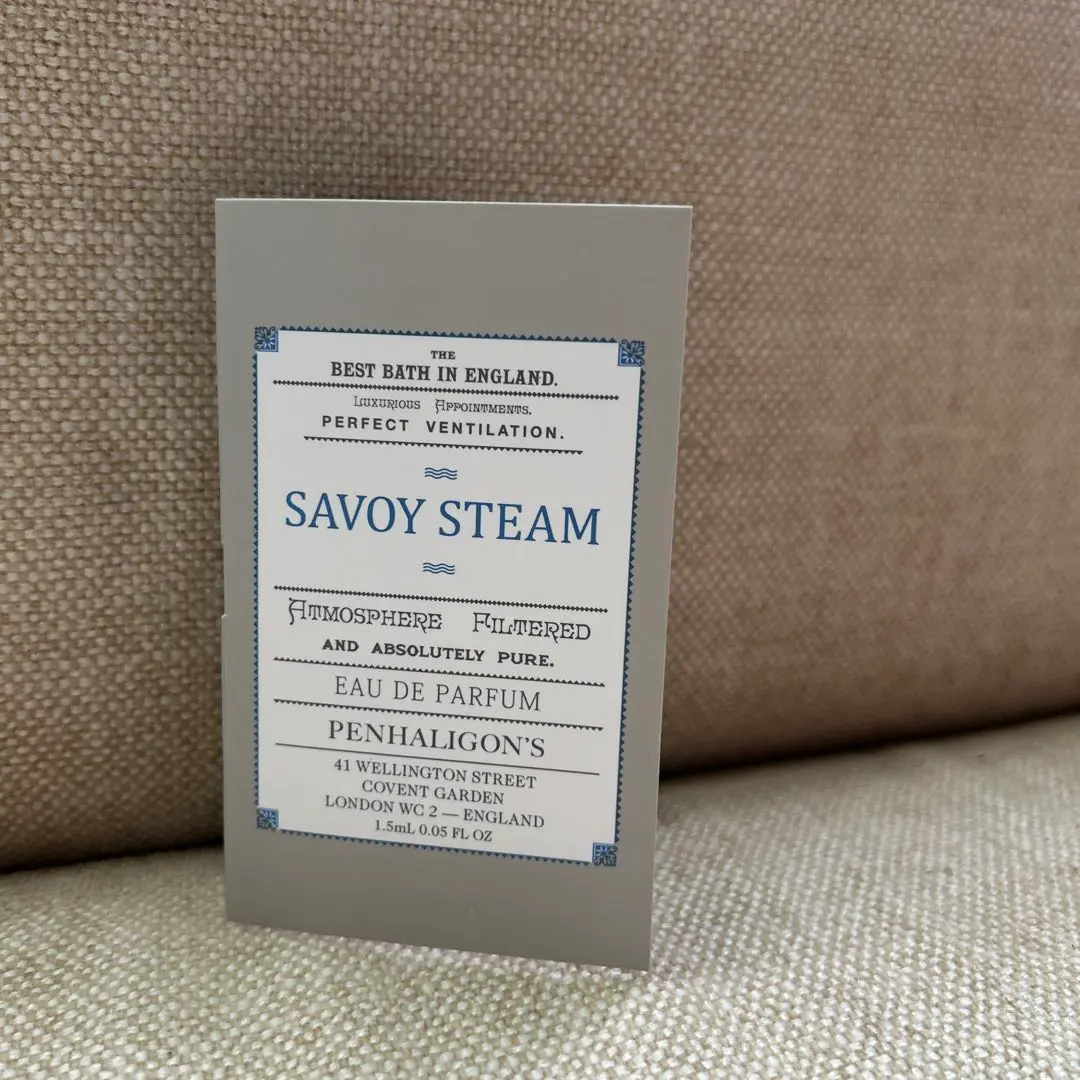 THE
BEST BATH IN ENGLAND.
LUXURIOUS APPOINTMENTS.
PERFECT VENTILATION.
SAVOY STEAM
ATMOSPHERE FILTERED
AND ABSOLUTELY PURE.
EAU DE PARFUM
PENHALIGON'S
41 WELLINGTON STREET
COVENT GARDEN
LONDON WC 2 — ENGLAND
1.5mL 0.05 FL OZ